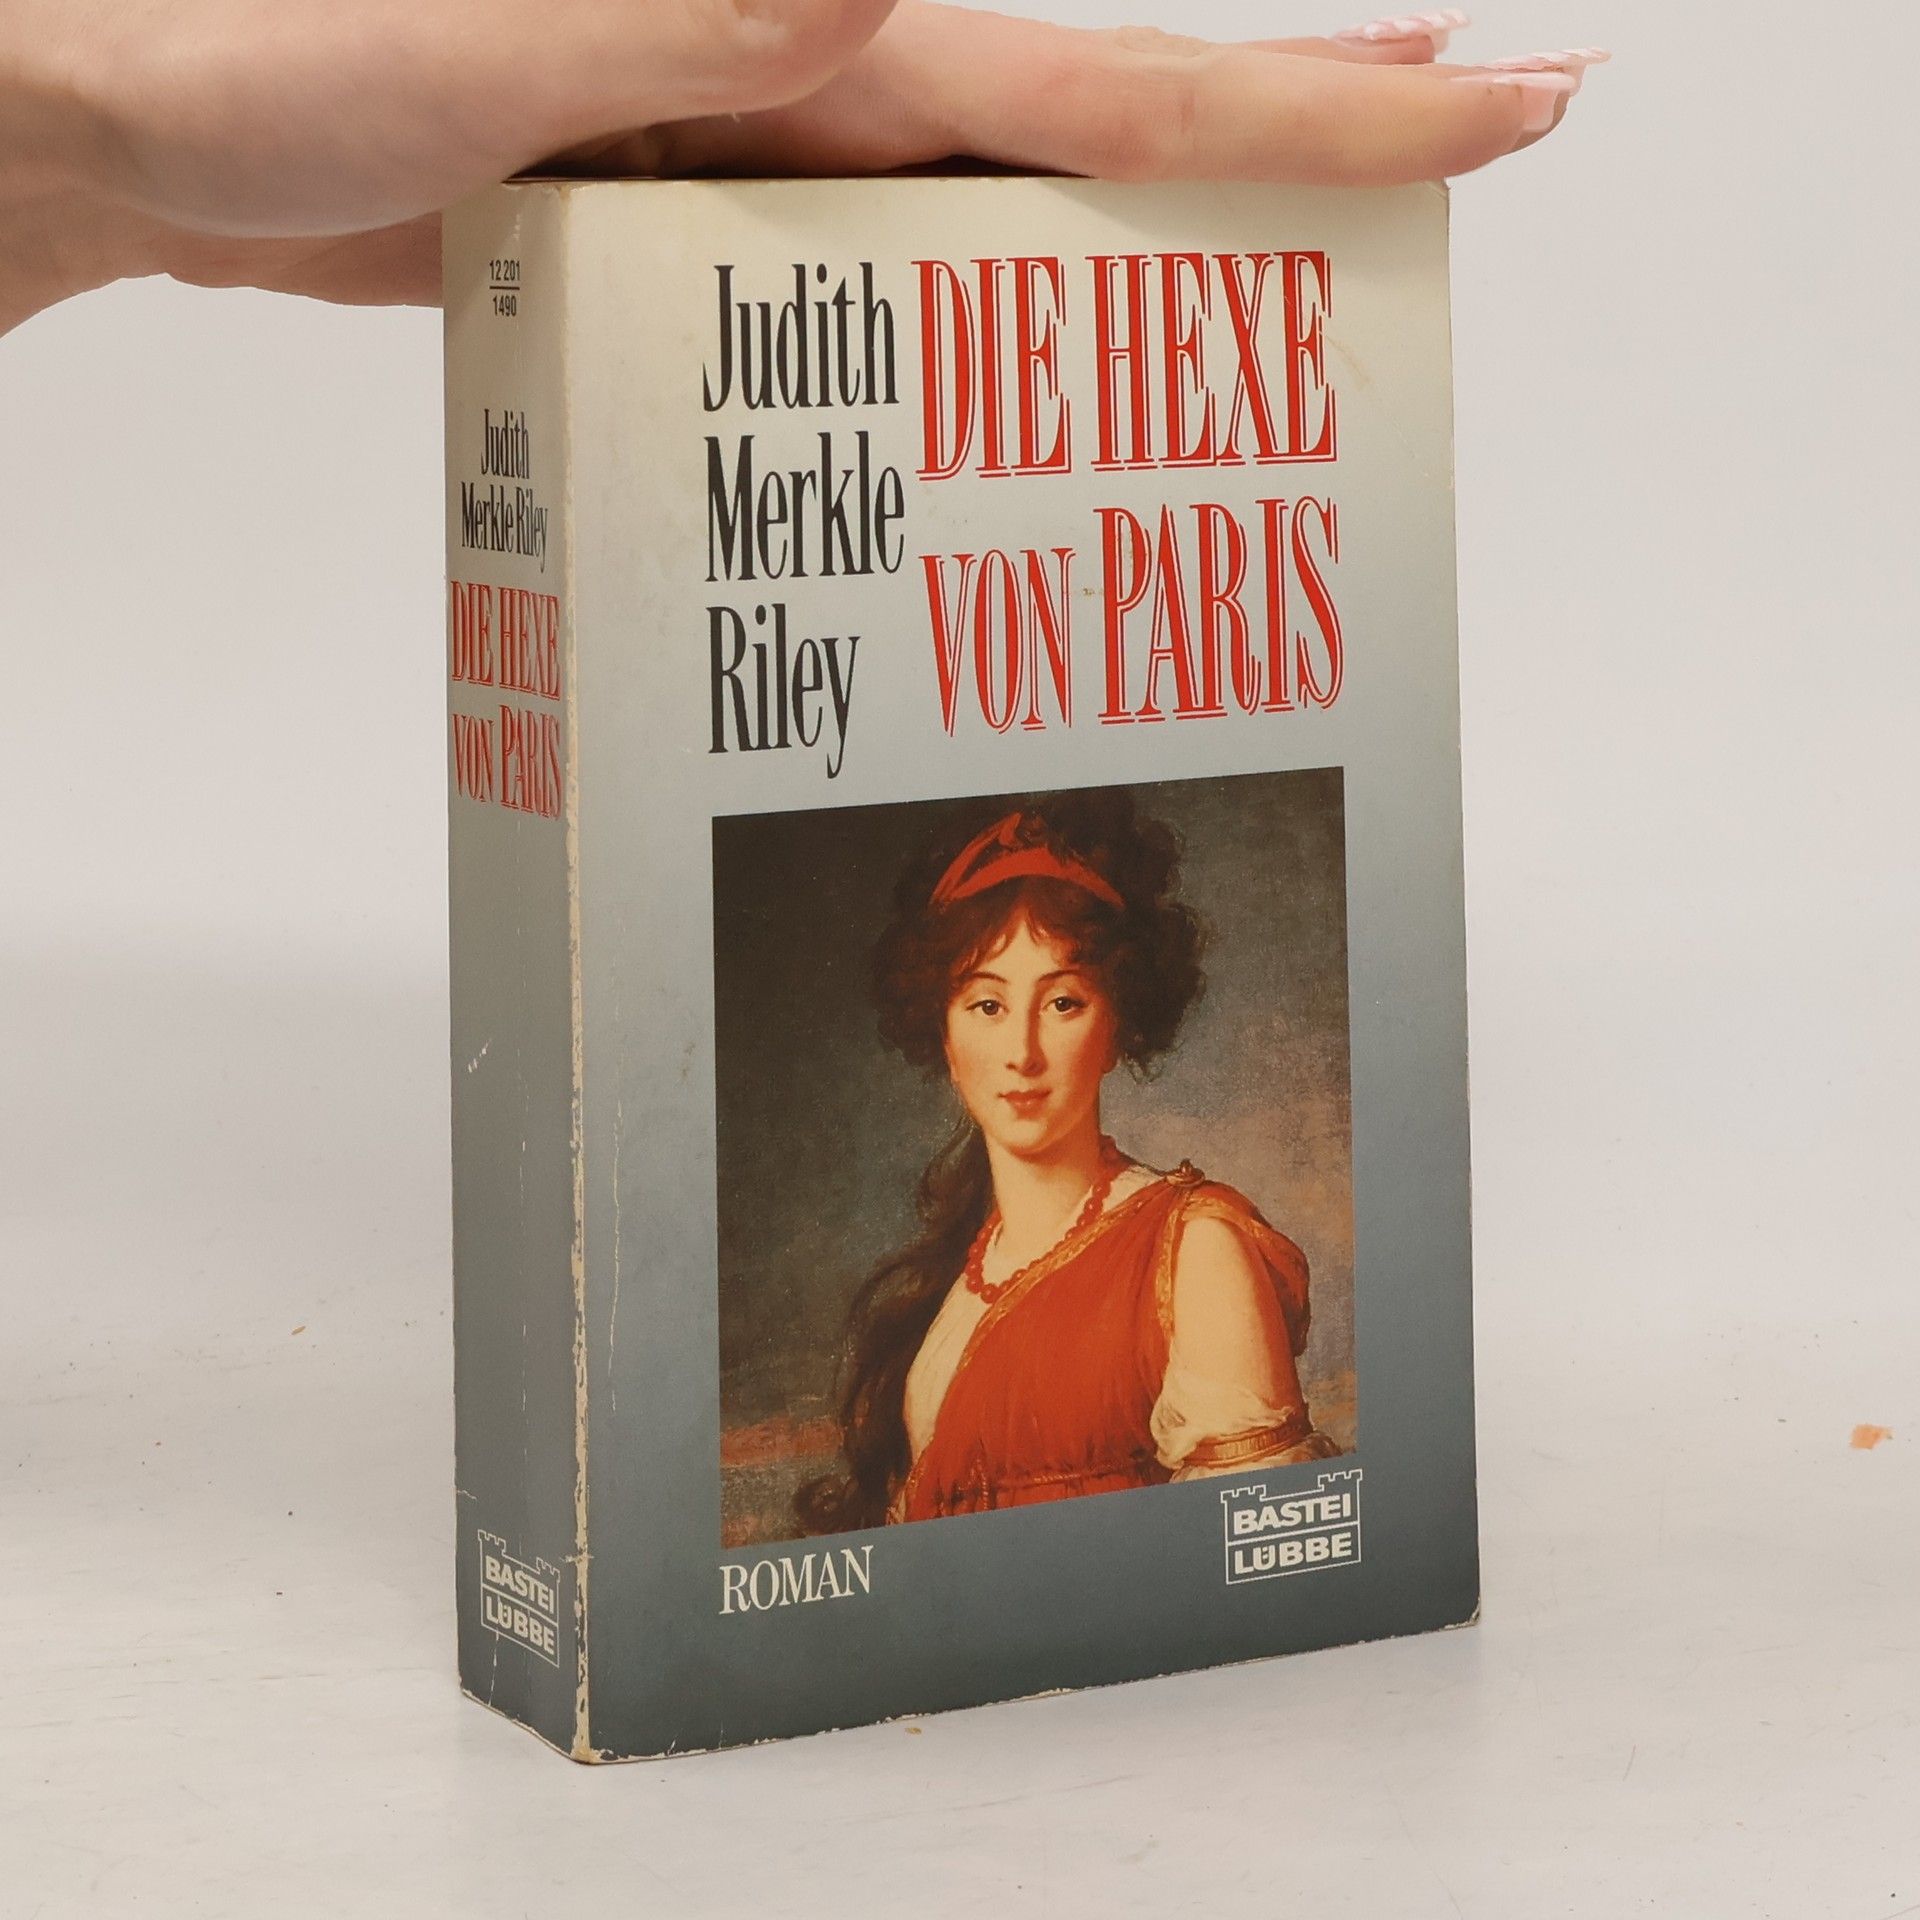 12 201
1490
Judith
Merkle Riley
DIE HEXE
VON PARIS
BASTEI
LÜBBE
Judith
Merkle
Riley
DIE HEXE
VON PARIS
ROMAN
BASTEI
LÜBBE